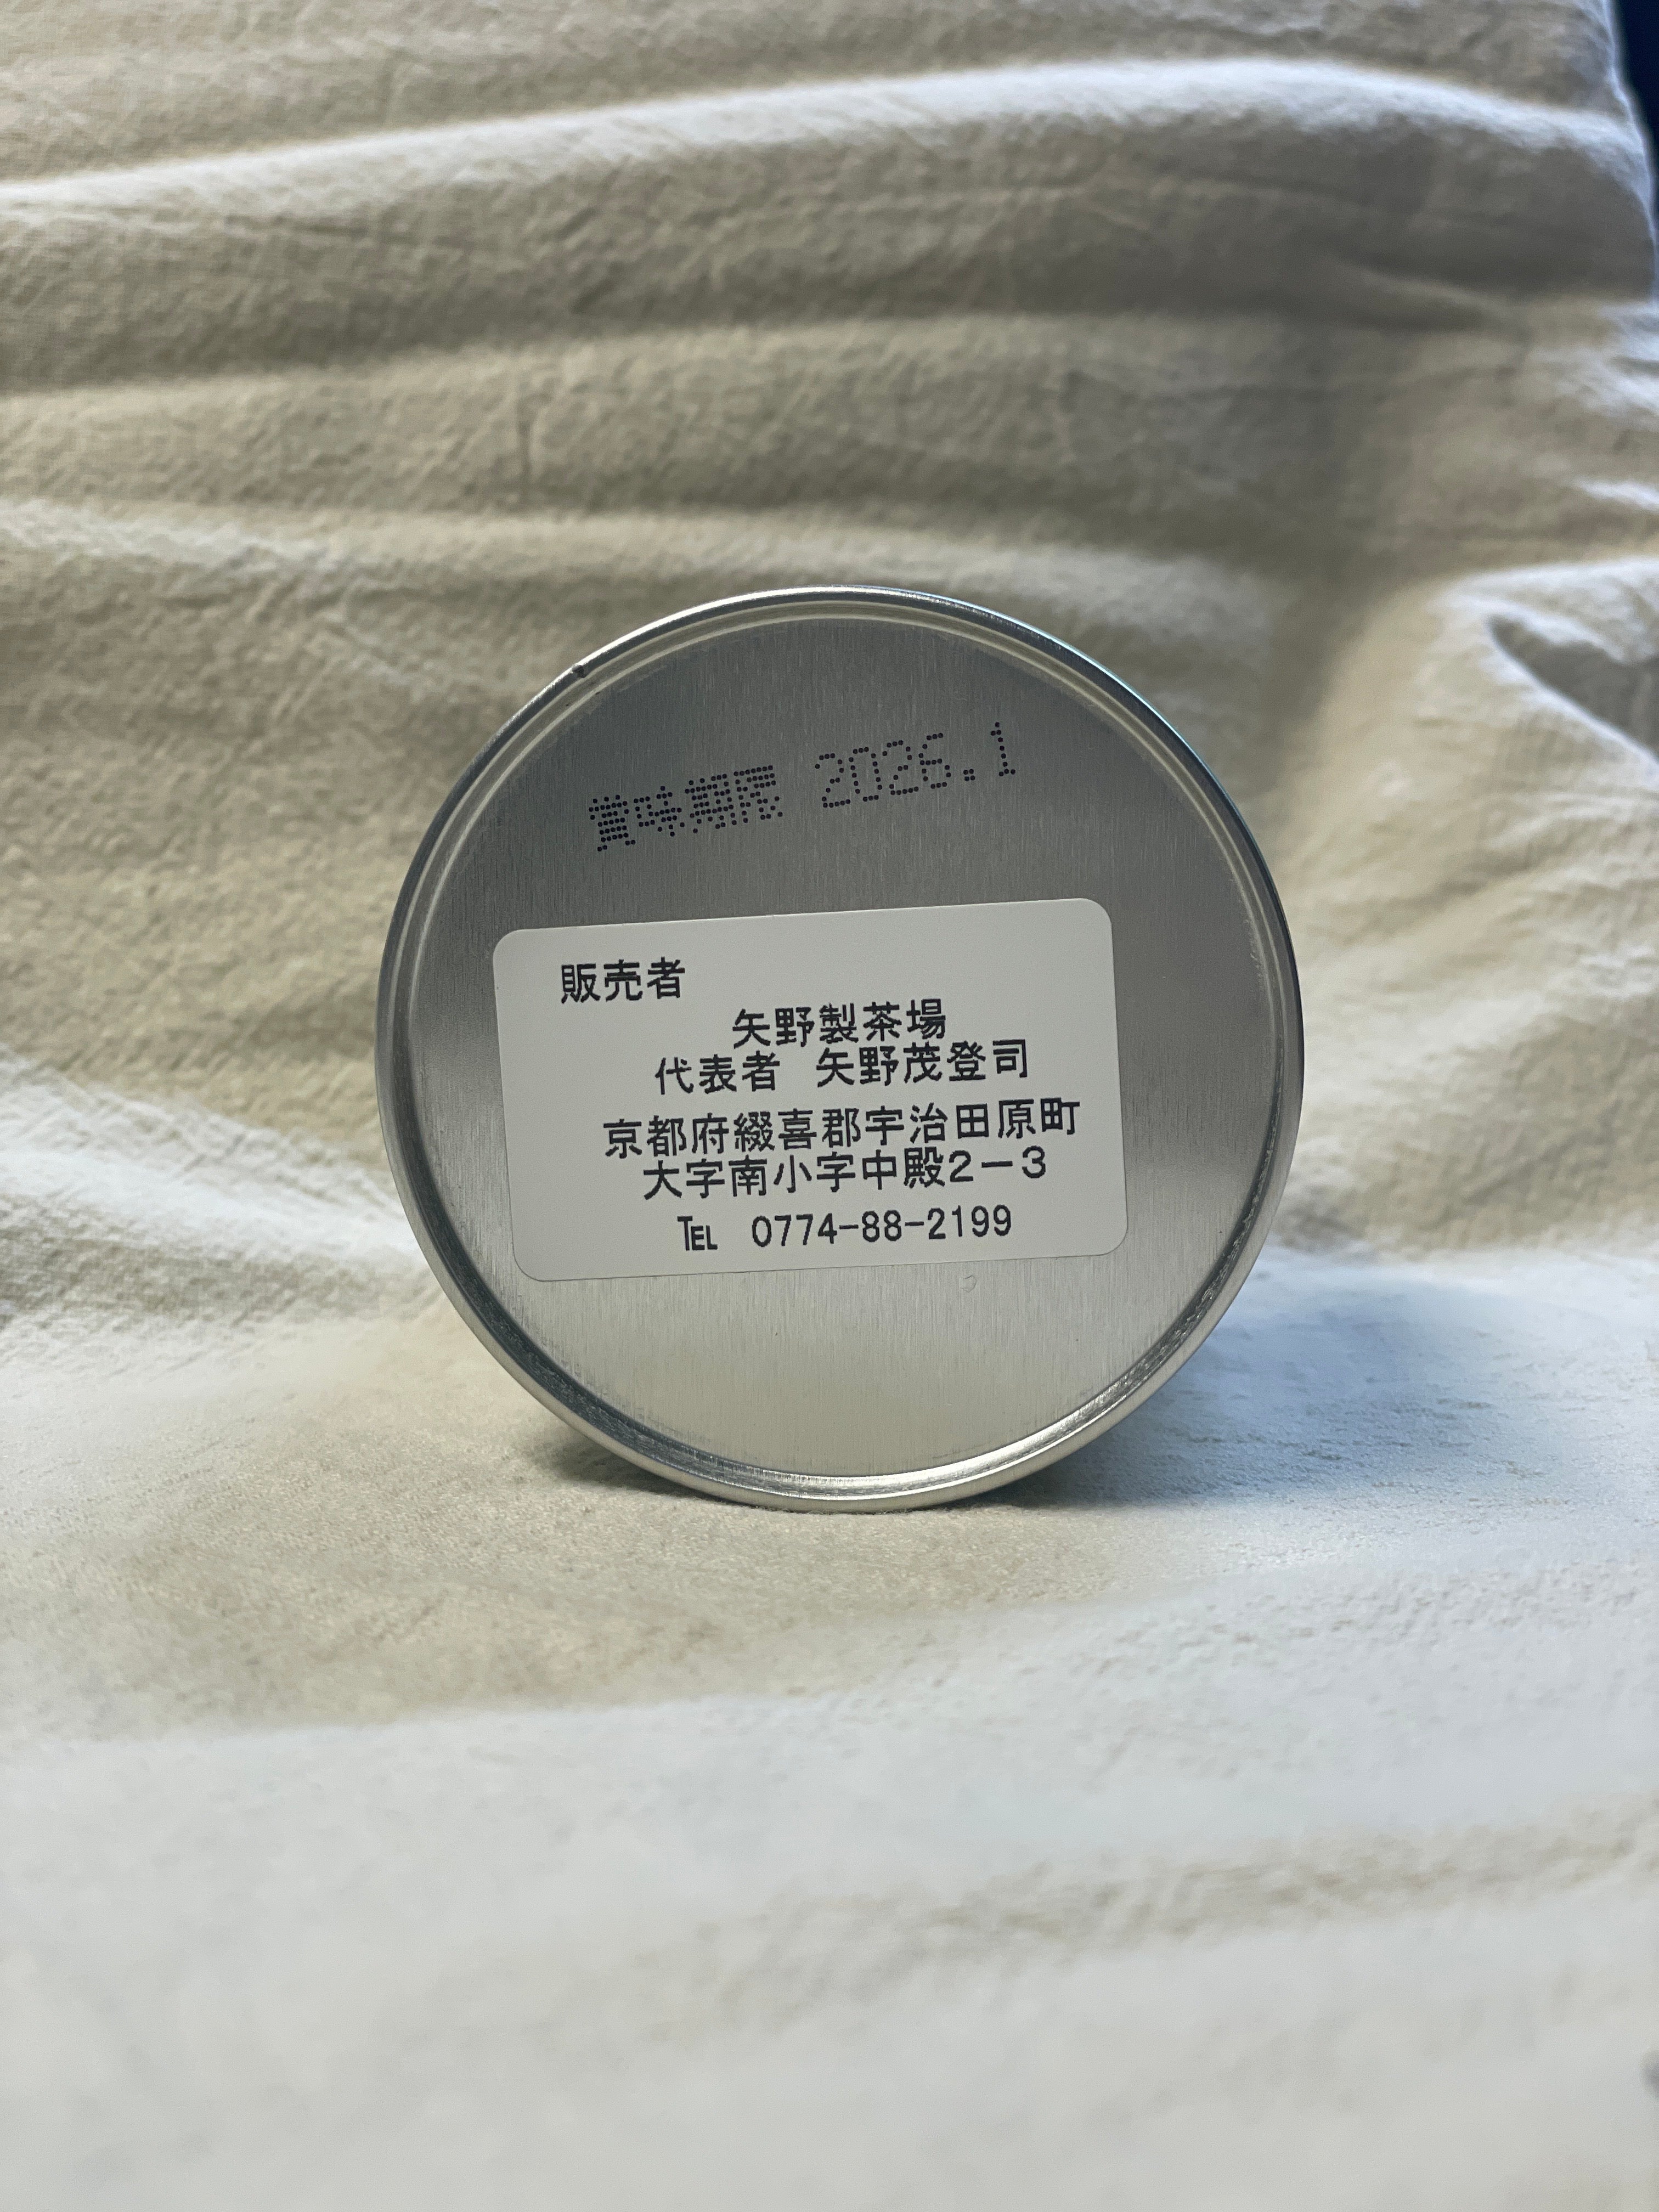 賞味期限 2026.1
販売者
矢野製茶場
代表者 矢野茂登司
京都府綴喜郡宇治田原町
大字南小字中殿2－3
℡ 0774-88-2199